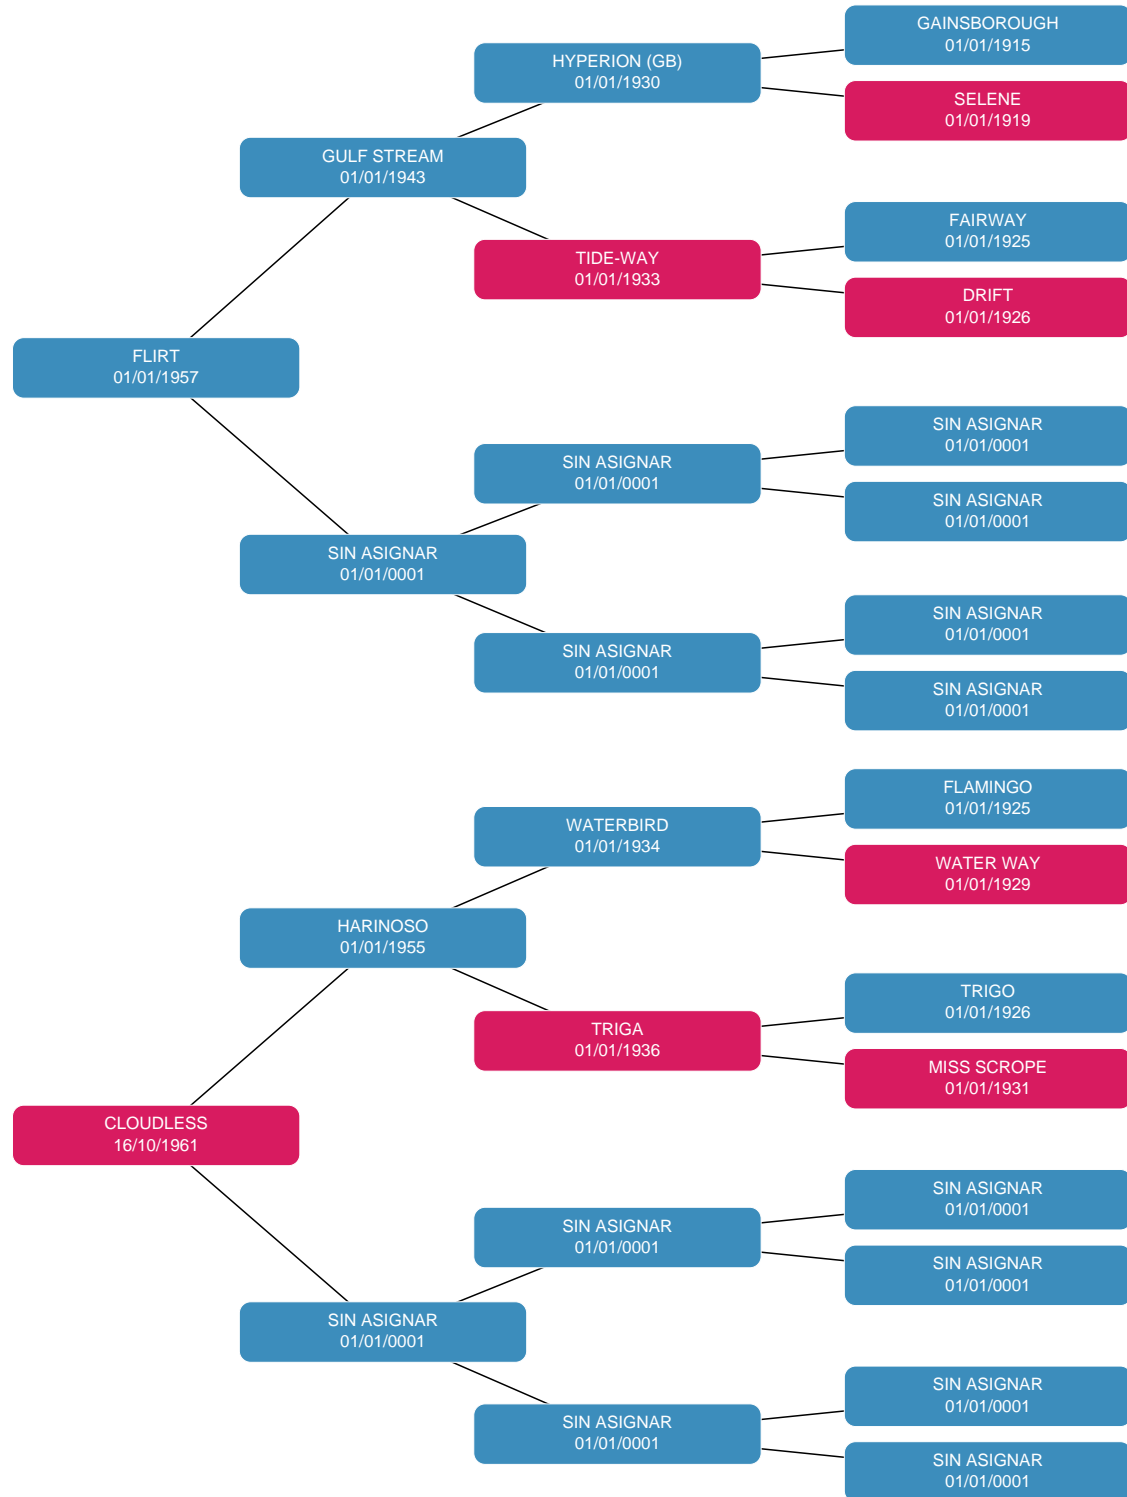 GAINSBOROUGH
01/01/1915
HYPERION (GB)
01/01/1930
SELENE
01/01/1919
GULF STREAM
01/01/1943
FAIRWAY
01/01/1925
TIDE-WAY
01/01/1933
DRIFT
01/01/1926
FLIRT
01/01/1957
SIN ASIGNAR
01/01/0001
SIN ASIGNAR
01/01/0001
SIN ASIGNAR
01/01/0001
SIN ASIGNAR
01/01/0001
SIN ASIGNAR
01/01/0001
SIN ASIGNAR
01/01/0001
SIN ASIGNAR
01/01/0001
FLAMINGO
01/01/1925
WATERBIRD
01/01/1934
WATER WAY
01/01/1929
HARINOSO
01/01/1955
TRIGO
01/01/1926
TRIGA
01/01/1936
MISS SCROPE
01/01/1931
CLOUDLESS
16/10/1961
SIN ASIGNAR
01/01/0001
SIN ASIGNAR
01/01/0001
SIN ASIGNAR
01/01/0001
SIN ASIGNAR
01/01/0001
SIN ASIGNAR
01/01/0001
SIN ASIGNAR
01/01/0001
SIN ASIGNAR
01/01/0001